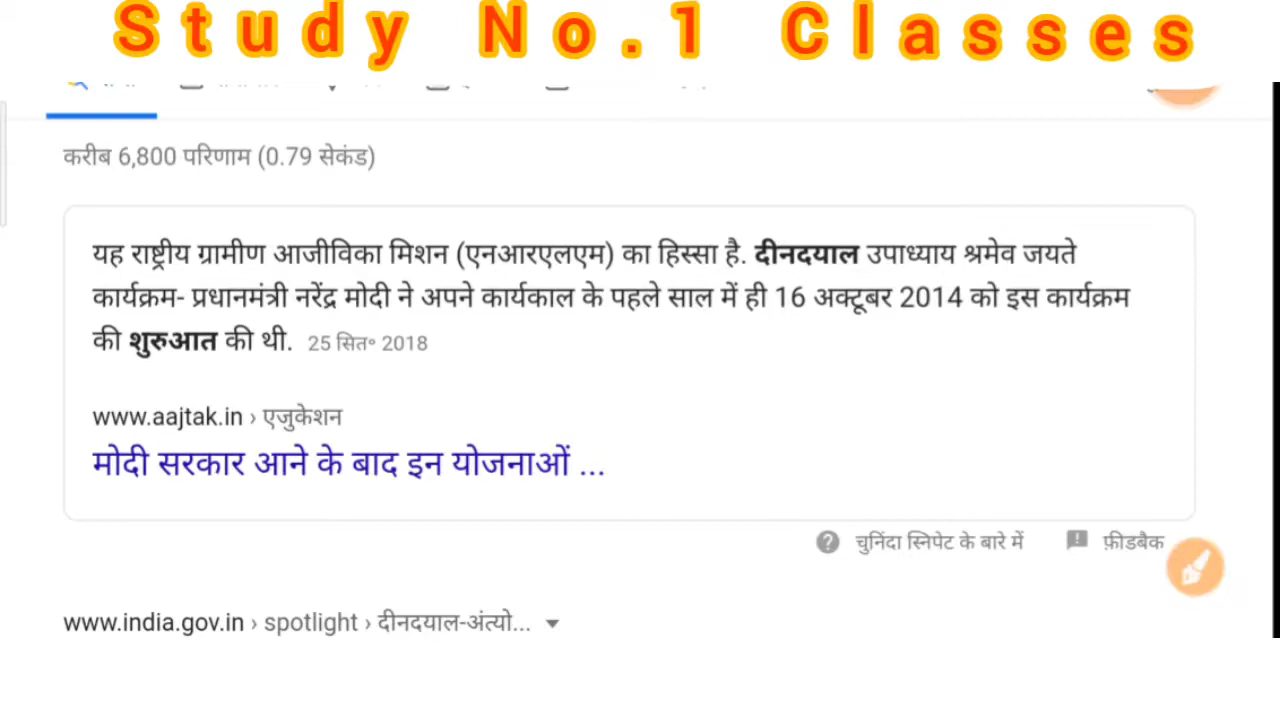 Study No.1 Classes
करीब 6,800 परिणाम (0.79 सेकंड)
यह राष्ट्रीय ग्रामीण आजीविका मिशन (एनआरएलएम) का हिस्सा है. दीनदयाल उपाध्याय श्रमेव जयते
कार्यक्रम- प्रधानमंत्री नरेंद्र मोदी ने अपने कार्यकाल के पहले साल में ही 16 अक्टूबर 2014 को इस कार्यक्रम
की शुरुआत की थी. 25 सित॰ 2018
www.aajtak.in › एजुकेशन
मोदी सरकार आने के बाद इन योजनाओं ...
चुनिंदा स्निपेट के बारे में फ़ीडबैक
www.india.gov.in › spotlight › दीनदयाल-अंत्यो...